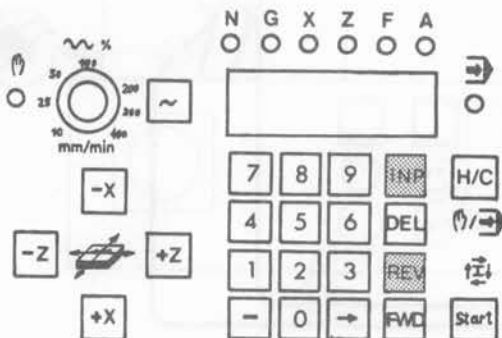 N G X Z F A
%
50 100
25 200
10 400
~
mm/min
-X
-Z +Z
+X
7 8 9 INP H/C
4 5 6 DEL
1 2 3 REV
- 0 → FWD Start